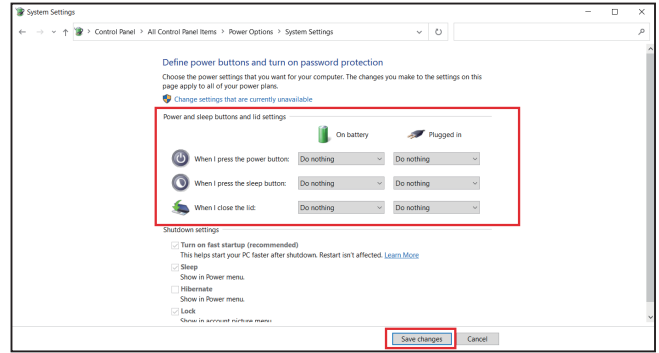 System Settings
Control Panel > All Control Panel Items > Power Options > System Settings
Define power buttons and turn on password protection
Choose the power settings that you want for your computer. The changes you make to the settings on this
page apply to all of your power plans.
Change settings that are currently unavailable
Power and sleep buttons and lid settings
On battery Plugged in
When I press the power button: Do nothing Do nothing
When I press the sleep button: Do nothing Do nothing
When I close the lid: Do nothing Do nothing
Shutdown settings
Turn on fast startup (recommended)
This helps start your PC faster after shutdown. Restart isn't affected. Learn More
Sleep
Show in Power menu.
Hibernate
Show in Power menu.
Lock
Show in account picture menu.
Save changes Cancel